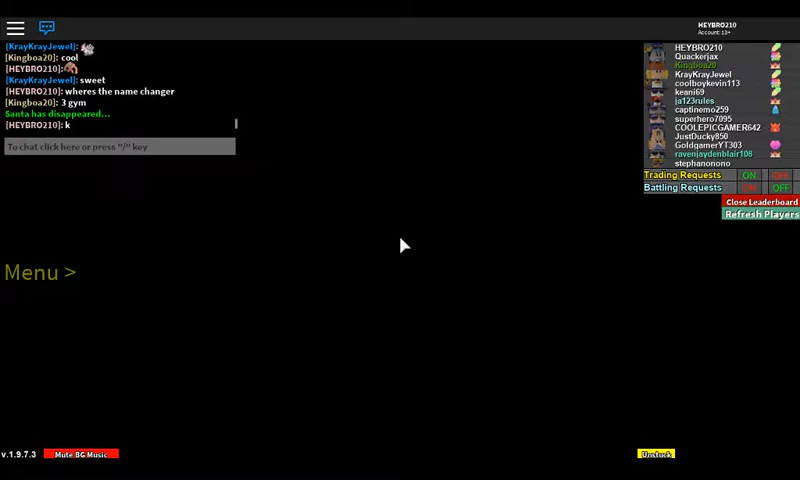 HEYBRO210
Account: 13+
[KrayKrayJewel]:
[Kingboa20]: cool
[HEYBRO210]:
[KrayKrayJewel]: sweet
[HEYBRO210]: wheres the name changer
[Kingboa20]: 3 gym
Santa has disappeared...
[HEYBRO210]: k
To chat click here or press "/" key
HEYBRO210
Quackerjax
Kingboa20
KrayKrayJewel
coolboykevin113
keani69
ja123rules
captinemo259
superhero7095
COOLEPICGAMER642
JustDucky850
GoldgamerYT303
ravenjaydenblair108
stephanonono
Trading Requests ON OFF
Battling Requests ON OFF
Close Leaderboard
Refresh Players
Menu >
v.1.9.7.3
Mute BG Music
Unstuck